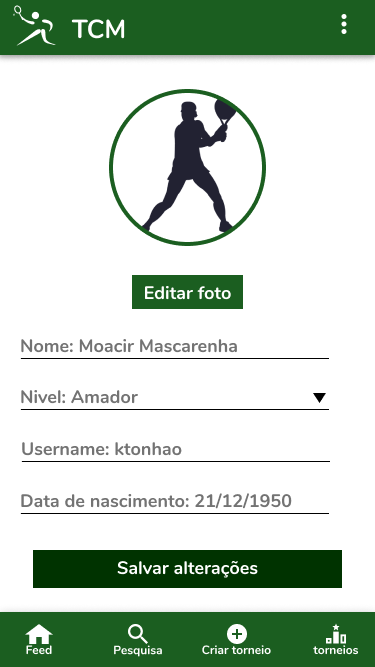 TCM
Editar foto
Nome: Moacir Mascarenha
Nivel: Amador
Username: ktonhao
Data de nascimento: 21/12/1950
Salvar alterações
Feed
Pesquisa
Criar torneio
torneios